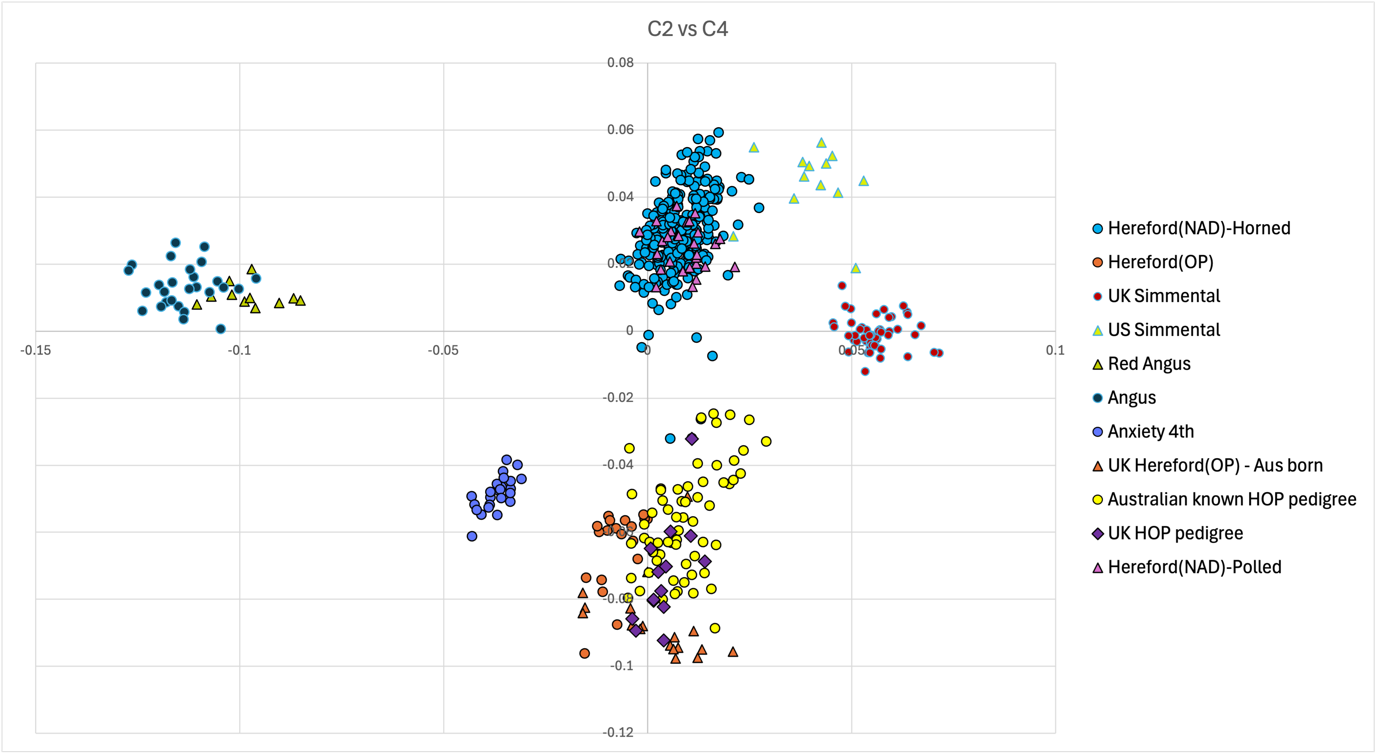 C2 vs C4
0.08
0.06
0.04
0.02
0
-0.15
-0.1
-0.05
0
0.05
0.1
-0.02
-0.04
-0.08
-0.1
-0.12
Hereford(NAD)-Horned
Hereford(OP)
UK Simmental
US Simmental
Red Angus
Angus
Anxiety 4th
UK Hereford(OP) - Aus born
Australian known HOP pedigree
UK HOP pedigree
Hereford(NAD)-Polled